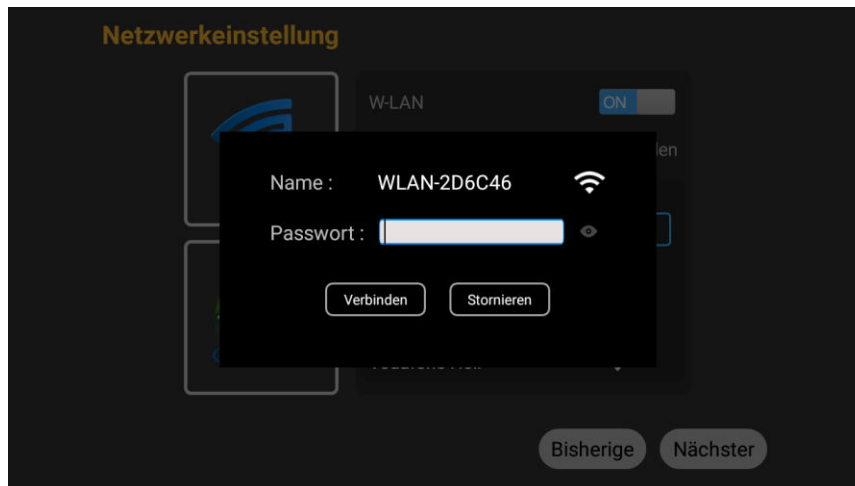 Netzwerkeinstellung
W-LAN ON
Name : WLAN-2D6C46
Passwort :
Verbinden Stornieren
Bisherige Nächster